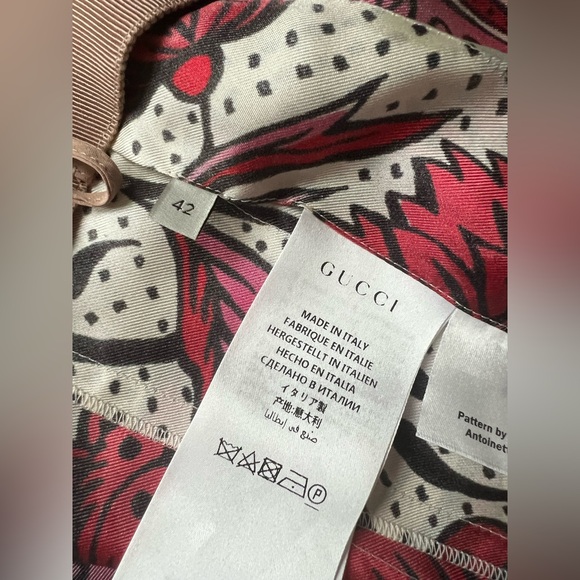 42
GUCCI
MADE IN ITALY
FABRIQUE EN ITALIE
HERGESTELLT IN ITALIEN
HECHO EN ITALIA
СДЕЛАНО В ИТАЛИИ
イタリア製
产地:意大利
صنع في إيطاليا
P
Pattern by